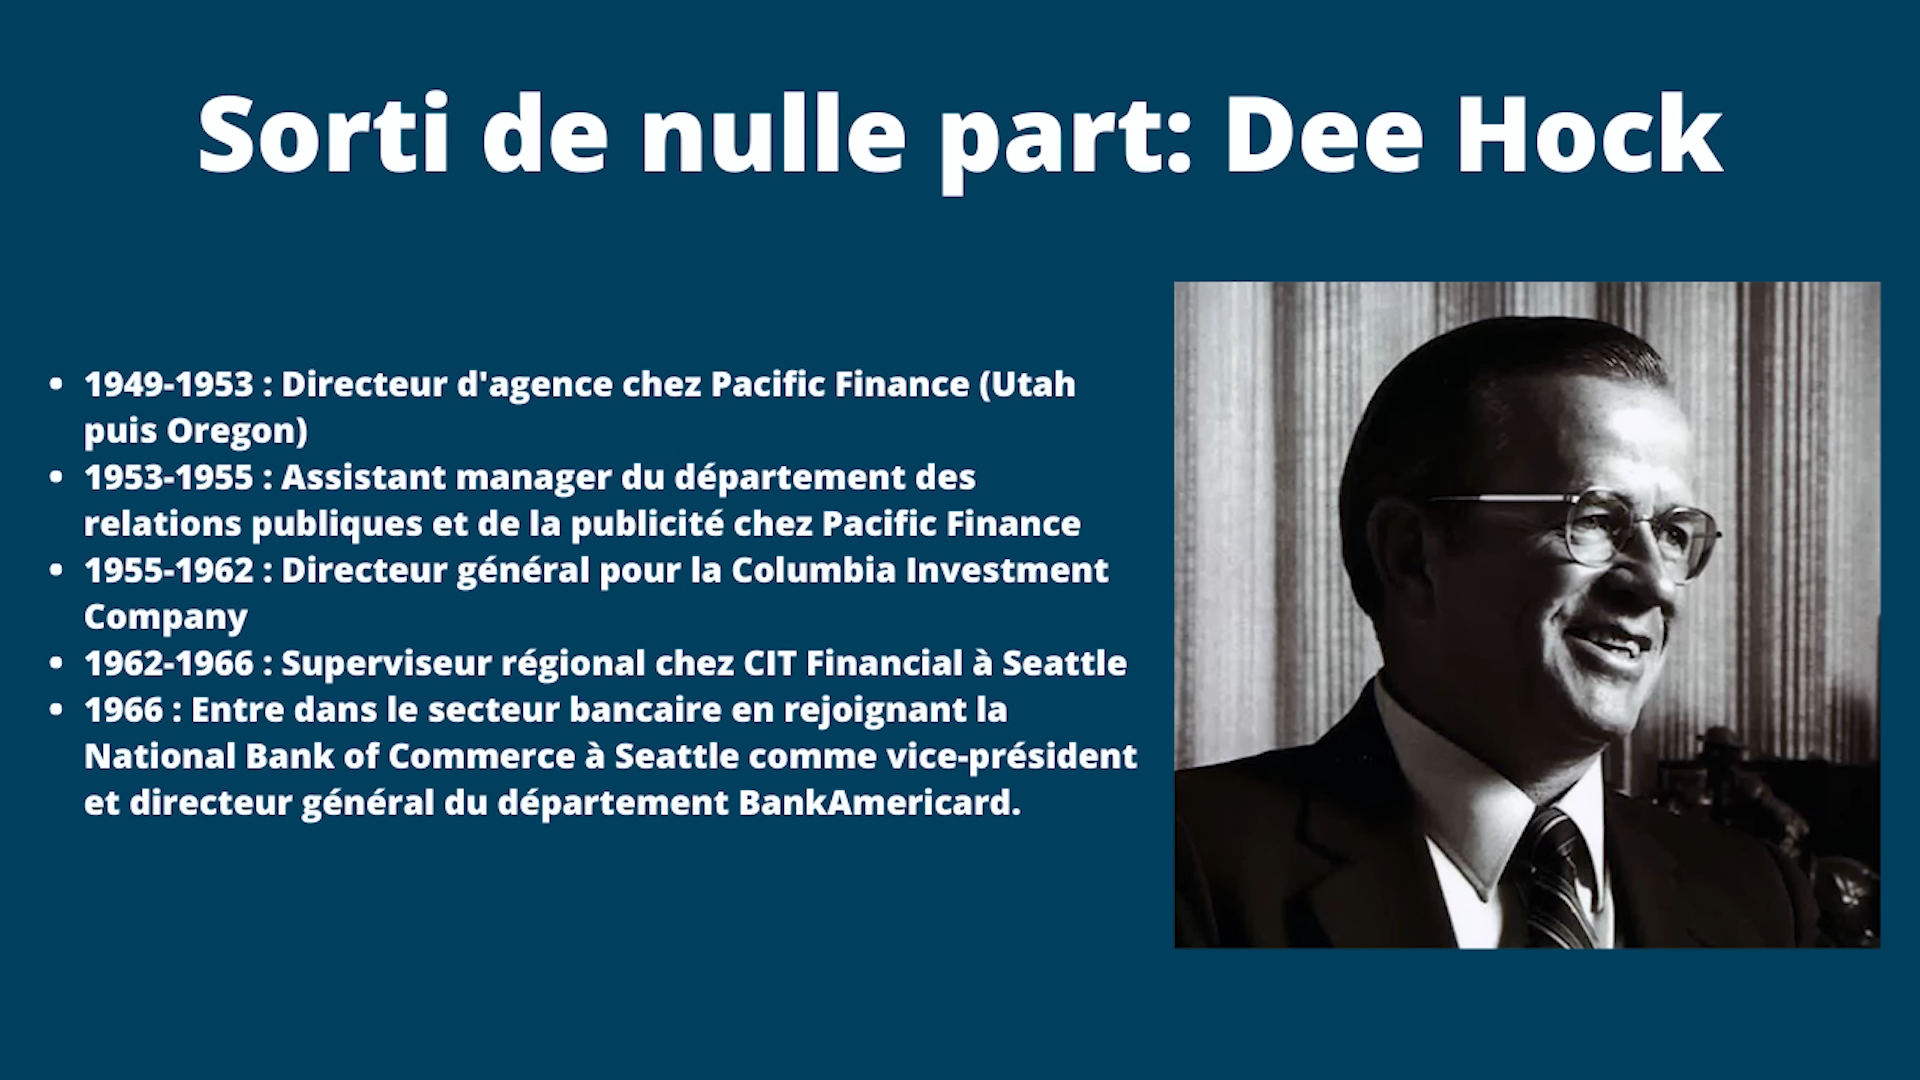 Sorti de nulle part: Dee Hock
• 1949-1953 : Directeur d'agence chez Pacific Finance (Utah
puis Oregon)
• 1953-1955 : Assistant manager du département des
relations publiques et de la publicité chez Pacific Finance
• 1955-1962 : Directeur général pour la Columbia Investment
Company
• 1962-1966 : Superviseur régional chez CIT Financial à Seattle
• 1966 : Entre dans le secteur bancaire en rejoignant la
National Bank of Commerce à Seattle comme vice-président
et directeur général du département BankAmericard.